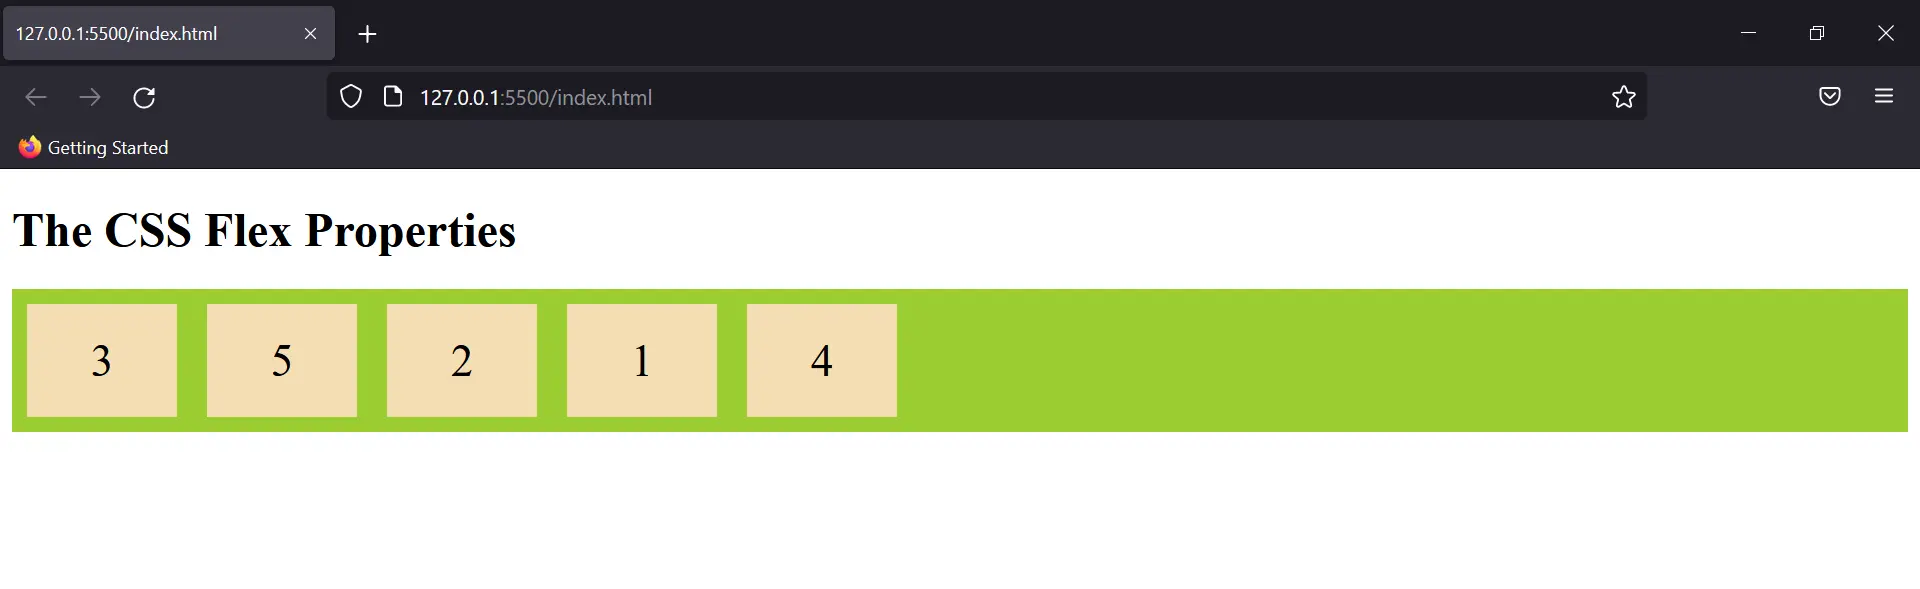 127.0.0.1:5500/index.html
127.0.0.1:5500/index.html
Getting Started
The CSS Flex Properties
3 5 2 1 4